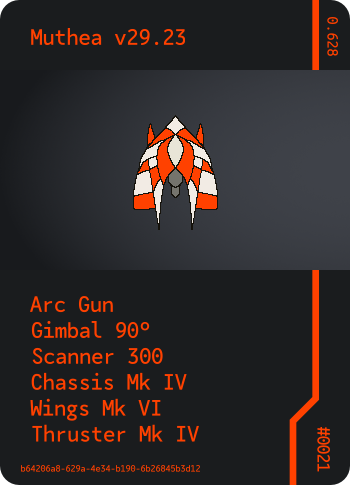 Muthea v29.23
0.628
Arc Gun
Gimbal 90°
Scanner 300
Chassis Mk IV
Wings Mk VI
Thruster Mk IV
#0021
b64206a8-629a-4e34-b190-6b26845b3d12